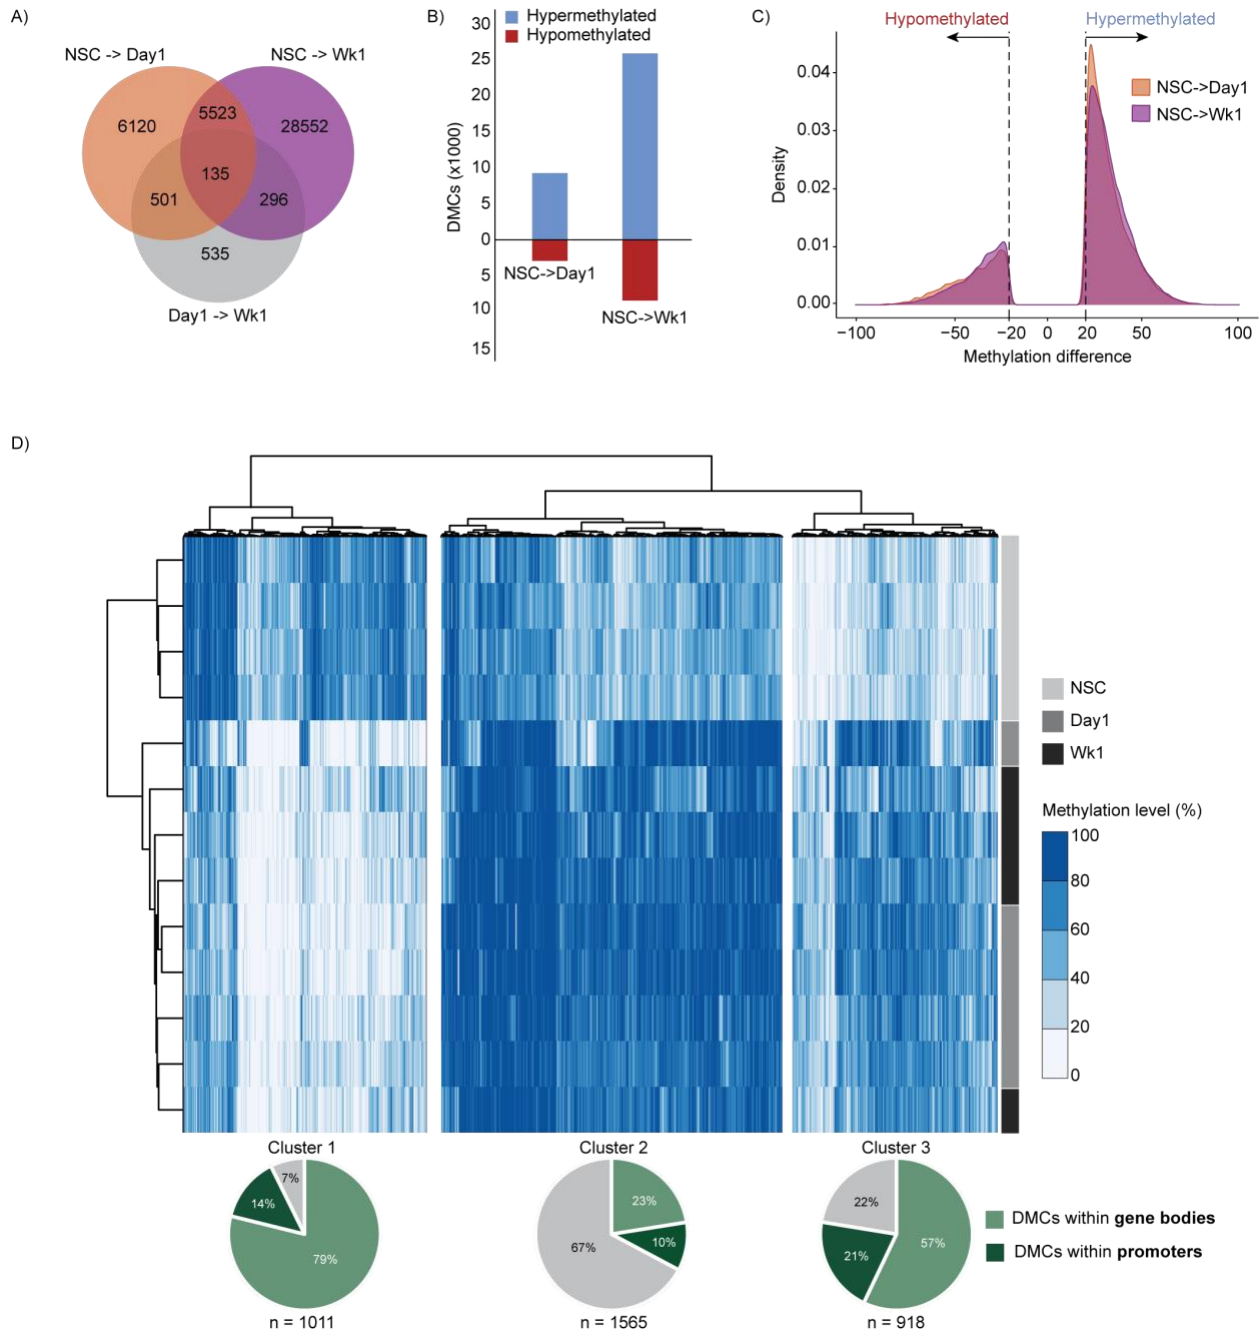 A)
NSC -> Day1
NSC -> Wk1
6120
5523
28552
135
501
296
535
Day1 -> Wk1
B)
Hypermethylated
Hypomethylated
DMCs (x1000)
30
25
20
15
10
5
0
5
10
15
NSC->Day1
NSC->Wk1
C)
Hypomethylated
Hypermethylated
NSC->Day1
NSC->Wk1
Density
0.04
0.03
0.02
0.01
0.00
−100
−50
−20
0
20
50
100
Methylation difference
D)
NSC
Day1
Wk1
Methylation level (%)
100
80
60
40
20
0
Cluster 1
Cluster 2
Cluster 3
7%
14%
79%
23%
10%
67%
22%
21%
57%
DMCs within gene bodies
DMCs within promoters
n = 1011
n = 1565
n = 918